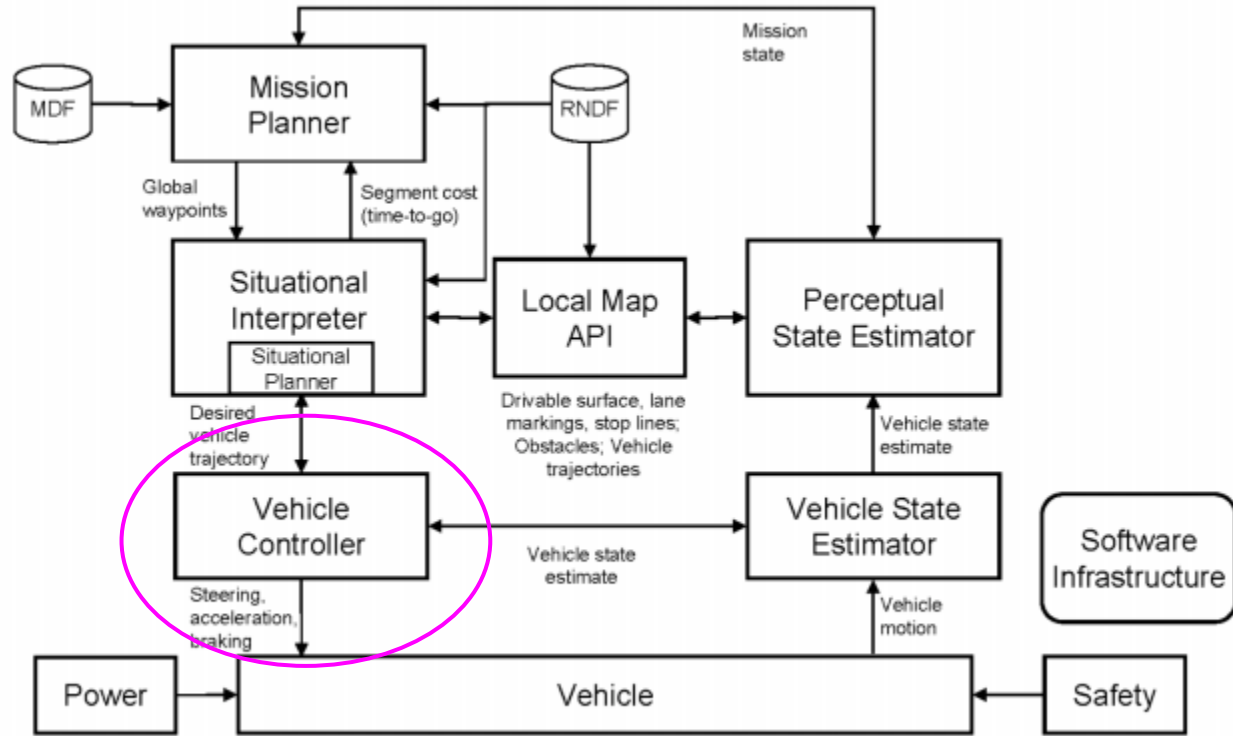 Mission
state
MDF
Mission
Planner
RNDF
Global
waypoints
Segment cost
(time-to-go)
Situational
Interpreter
Situational
Planner
Local Map
API
Perceptual
State Estimator
Desired
vehicle
trajectory
Drivable surface, lane
markings, stop lines;
Obstacles; Vehicle
trajectories
Vehicle state
estimate
Vehicle
Controller
Vehicle state
estimate
Vehicle State
Estimator
Software
Infrastructure
Steering,
acceleration,
braking
Vehicle
motion
Power
Vehicle
Safety